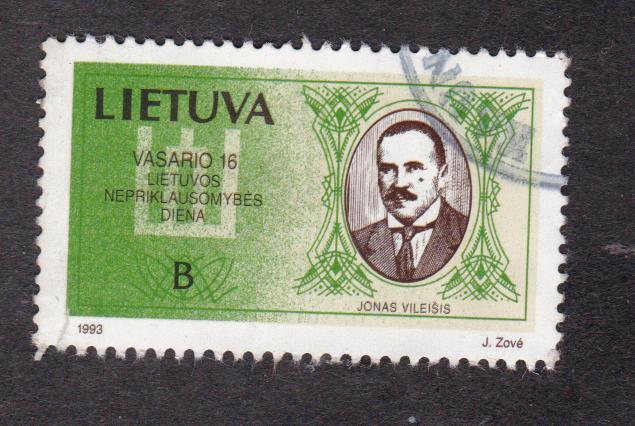 LIETUVA
VASARIO 16
LIETUVOS
NEPRIKLAUSOMYBĖS
DIENA
B
JONAS VILEIŠIS
1993
J. Zovė